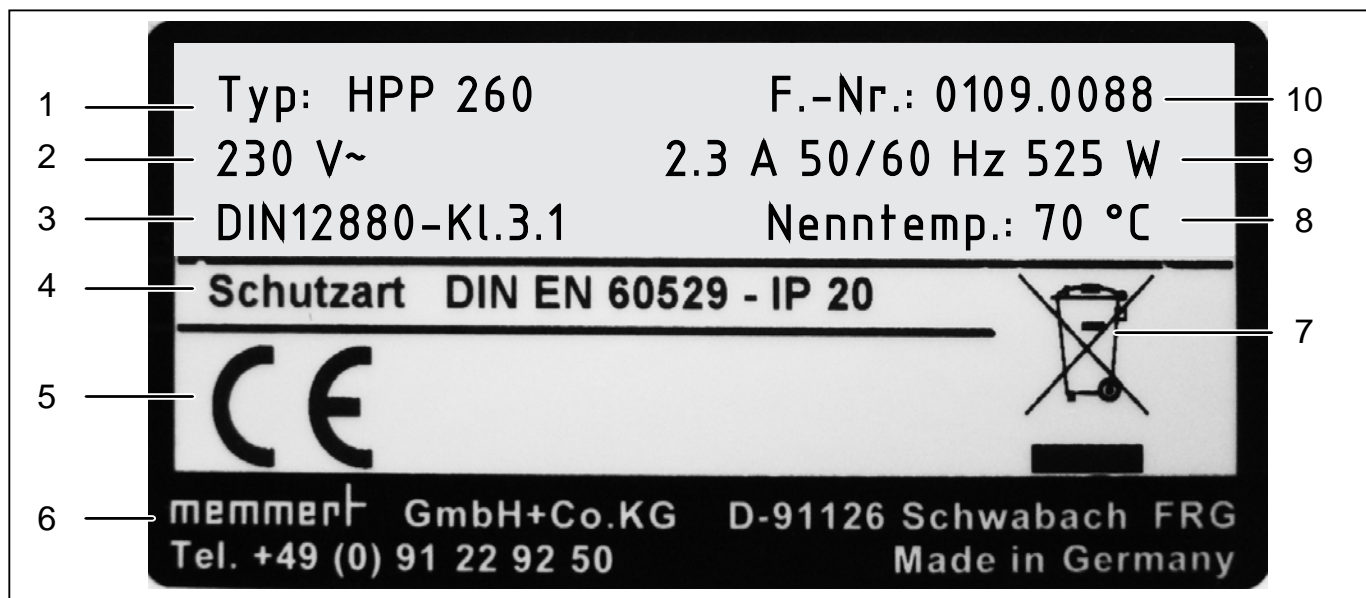 1 Typ: HPP 260 F.-Nr.: 0109.0088 10
2 230 V~ 2.3 A 50/60 Hz 525 W 9
3 DIN12880-Kl.3.1 Nenntemp.: 70 °C 8
4 Schutzart DIN EN 60529 - IP 20
7
5 CE
6 memmert GmbH+Co.KG D-91126 Schwabach FRG
Tel. +49 (0) 91 22 92 50 Made in Germany